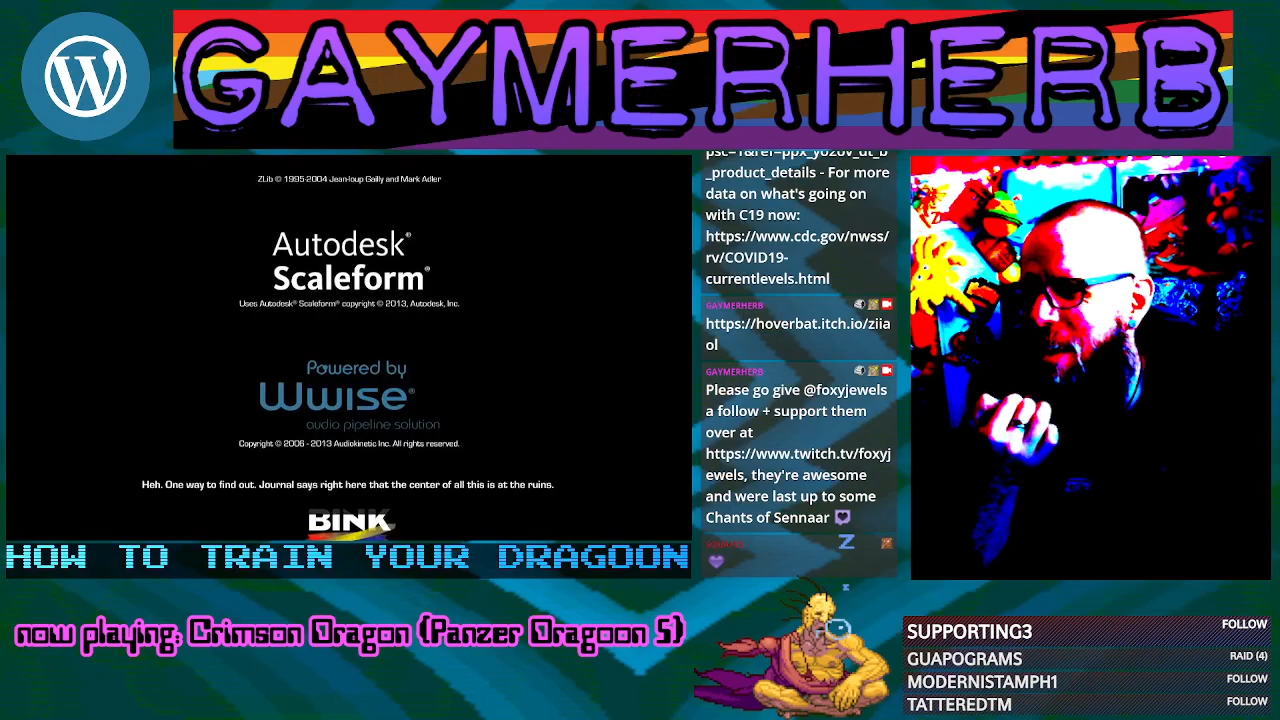 GAYMERHERB
ZLib © 1995-2004 Jean-loup Gailly and Mark Adler
Autodesk®
Scaleform®
Uses Autodesk® Scaleform® copyright © 2013, Autodesk, Inc.
Powered by
Wwise®
audio pipeline solution
Copyright © 2006 - 2013 Audiokinetic Inc. All rights reserved.
Heh. One way to find out. Journal says right here that the center of all this is at the ruins.
BINK
HOW TO TRAIN YOUR DRAGOON
now playing: Crimson Dragon (Panzer Dragoon 5)
_product_details - For more
data on what's going on
with C19 now:
https://www.cdc.gov/nwss/
rv/COVID19-
currentlevels.html
GAYMERHERB
https://hoverbat.itch.io/ziia
ol
GAYMERHERB
Please go give @foxyjewels
a follow + support them
over at
https://www.twitch.tv/foxyj
ewels, they're awesome
and were last up to some
Chants of Sennaar
Z
z
SUPPORTING3 FOLLOW
GUAPOGRAMS RAID (4)
MODERNISTAMPH1 FOLLOW
TATTEREDTM FOLLOW